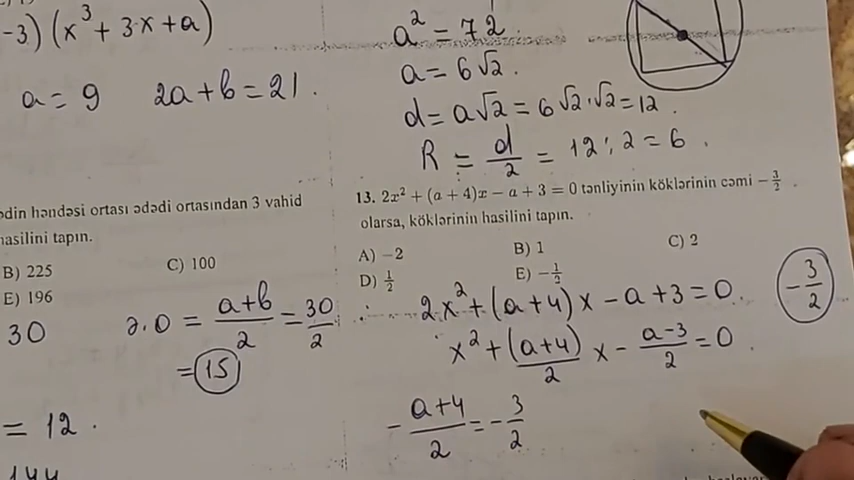 -3) (x³ + 3·x + a)
a = 9 2a + b = 21.
a² = 72.
a = 6√2.
d = a√2 = 6√2·√2 = 12.
R = d/2 = 12 : 2 = 6.
ədin həndəsi ortası ədədi ortasından 3 vahid
hasilini tapın.
B) 225 C) 100
E) 196
30 ə.o = (a+b)/2 = 30/2
= 15
= 12.
144
13. 2x² + (a + 4)x − a + 3 = 0 tənliyinin köklərinin cəmi −3/2
olarsa, köklərinin hasilini tapın.
A) −2 B) 1 C) 2
D) 1/2 E) −1/2
2x² + (a+4)x − a + 3 = 0. −3/2
x² + (a+4)/2 x − (a−3)/2 = 0.
−(a+4)/2 = −3/2